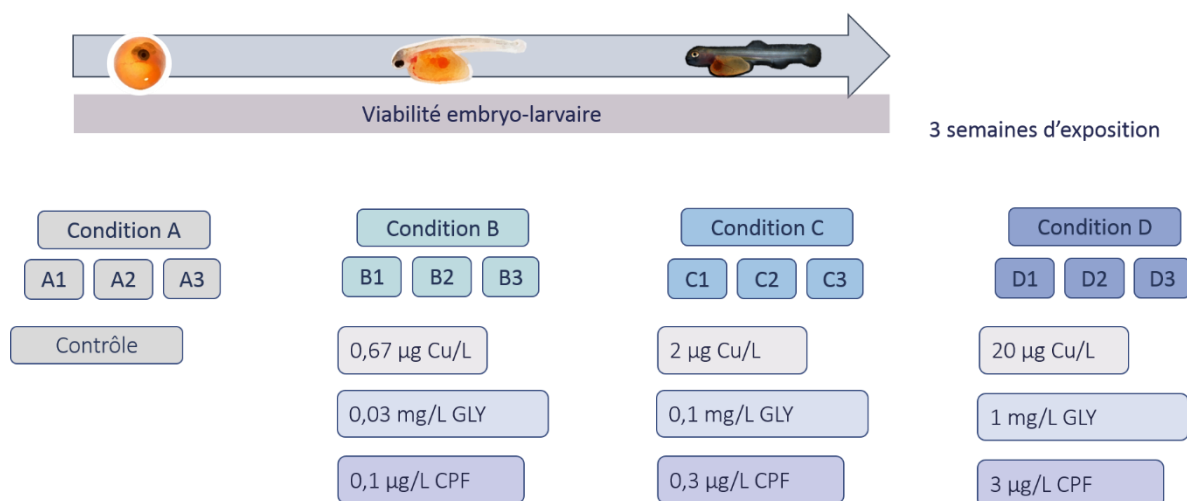 Viabilité embryo-larvaire
3 semaines d'exposition
Condition A
A1 A2 A3
Contrôle
Condition B
B1 B2 B3
0,67 µg Cu/L
0,03 mg/L GLY
0,1 µg/L CPF
Condition C
C1 C2 C3
2 µg Cu/L
0,1 mg/L GLY
0,3 µg/L CPF
Condition D
D1 D2 D3
20 µg Cu/L
1 mg/L GLY
3 µg/L CPF